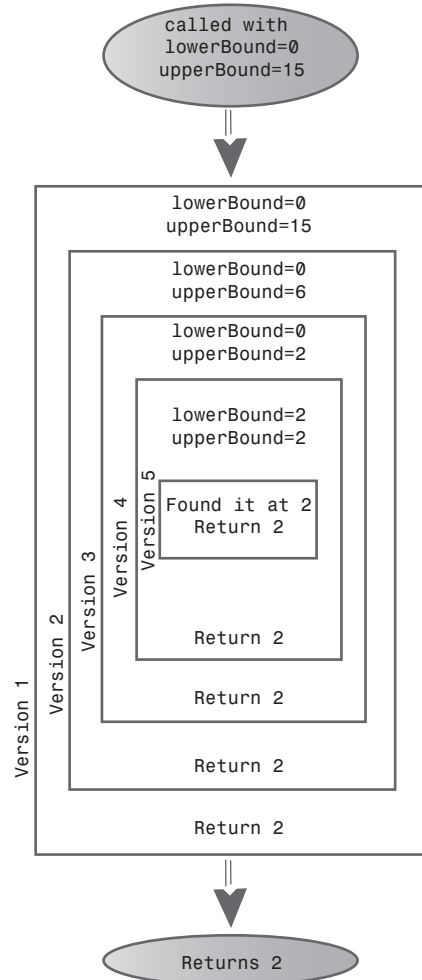 called with
lowerBound=0
upperBound=15
lowerBound=0
upperBound=15
lowerBound=0
upperBound=6
lowerBound=0
upperBound=2
lowerBound=2
upperBound=2
Found it at 2
Return 2
Version 5
Version 4
Version 3
Version 2
Version 1
Return 2
Return 2
Return 2
Return 2
Returns 2